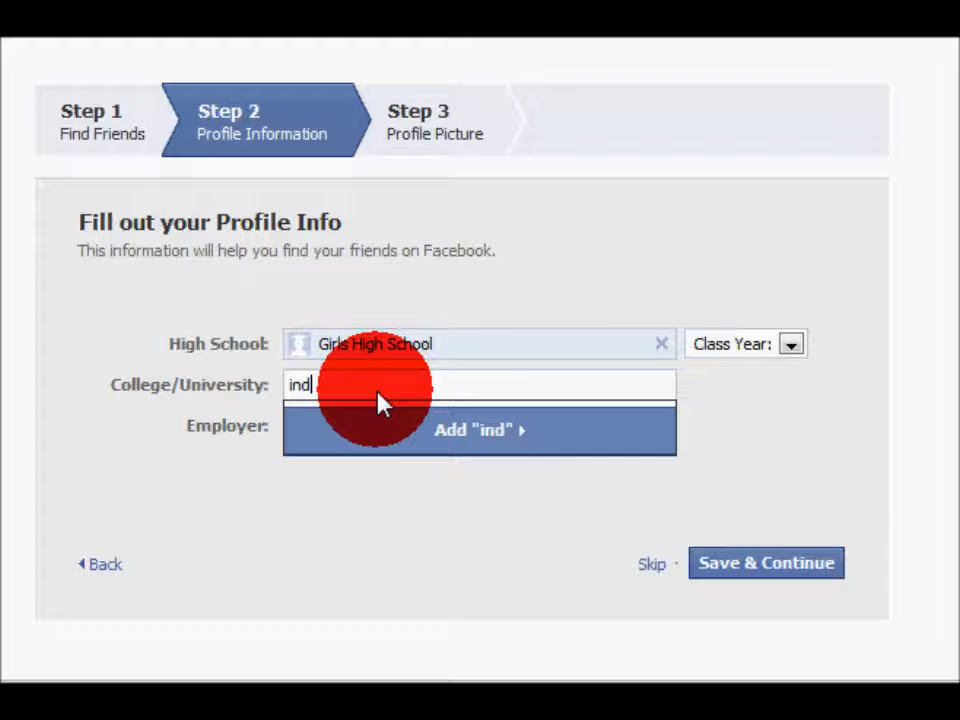 Step 1
Find Friends
Step 2
Profile Information
Step 3
Profile Picture
Fill out your Profile Info
This information will help you find your friends on Facebook.
High School: Girls High School Class Year:
College/University: ind
Employer: Add "ind"
Back Skip · Save & Continue